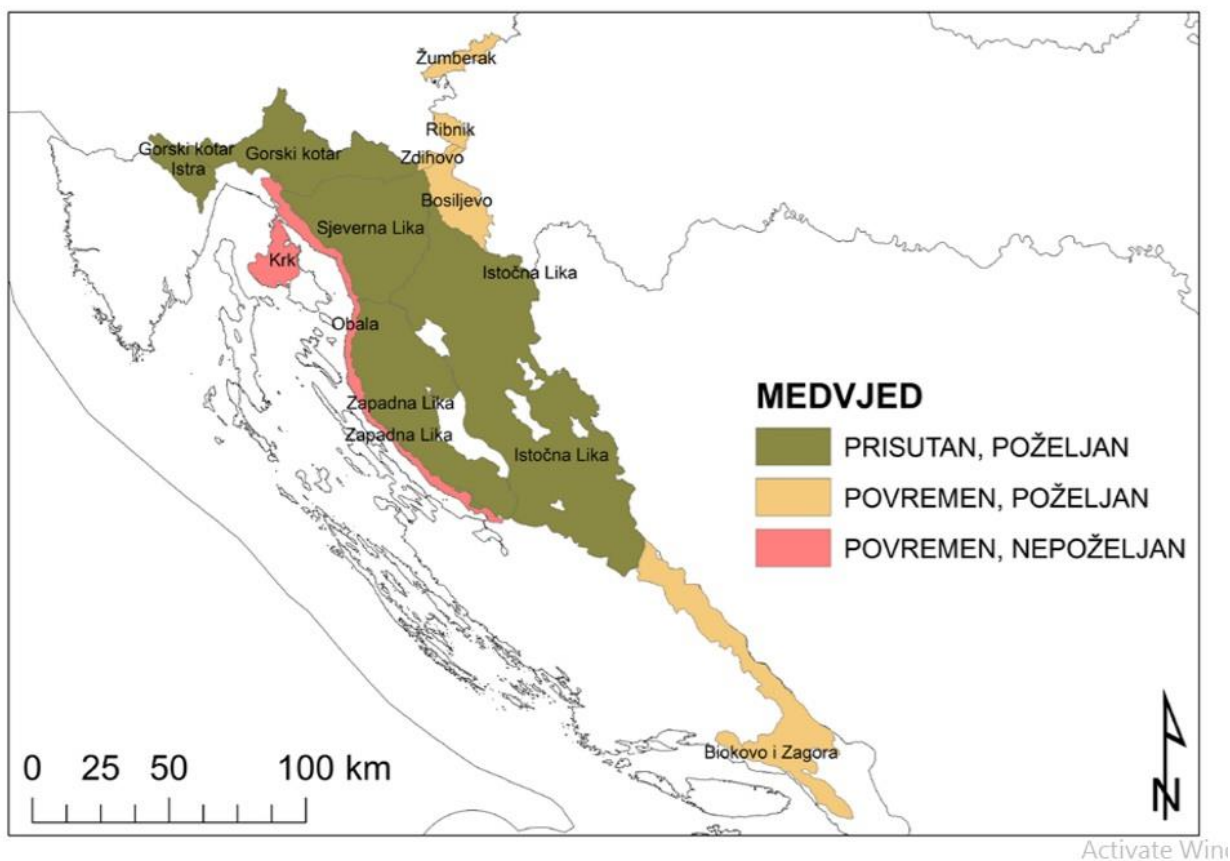 Žumberak
Ribnik
Zdihovo
Gorski kotar
Istra
Gorski kotar
Bosiljevo
Sjeverna Lika
Krk
Istočna Lika
Obala
Zapadna Lika
Zapadna Lika
Istočna Lika
MEDVJED
PRISUTAN, POŽELJAN
POVREMEN, POŽELJAN
POVREMEN, NEPOŽELJAN
Biokovo i Zagora
0 25 50 100 km
N
Activate Win